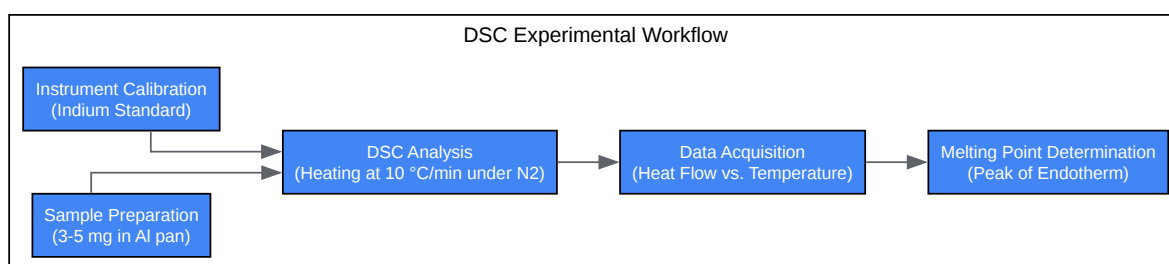 DSC Experimental Workflow
Instrument Calibration
(Indium Standard)
Sample Preparation
(3-5 mg in Al pan)
DSC Analysis
(Heating at 10 °C/min under N2)
Data Acquisition
(Heat Flow vs. Temperature)
Melting Point Determination
(Peak of Endotherm)